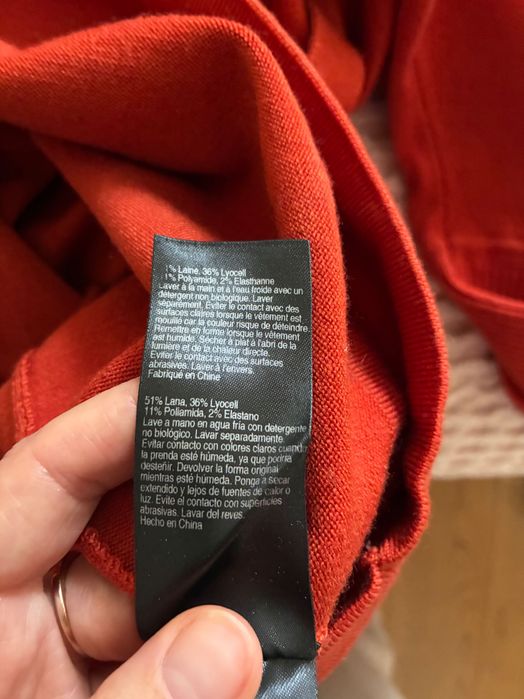 1% Laine, 36% Lyocell
1% Polyamide, 2% Elasthanne
Laver à la main et à l'eau froide avec un
détergent non biologique. Laver
séparement. Eviter le contact avec des
surfaces claires lorsque le vêtement est
mouillé car la couleur risque de déteindre.
Remettre en forme lorsque le vêtement
est humide. Sécher à plat à l'abri de la
lumière et de la chaleur directe.
Eviter le contact avec des surfaces
abrasives. Laver à l'envers.
Fabriqué en Chine
51% Lana, 36% Lyocell
11% Poliamida, 2% Elastano
Lave a mano en agua fría con detergente
no biológico. Lavar separadamente.
Evitar contacto con colores claros cuando
la prenda esté húmeda, ya que podría
desteñir. Devolver la forma original
mientras esté húmeda. Ponga a secar
extendido y lejos de fuentes de calor o
luz. Evite el contacto con superficies
abrasivas. Lavar del reves.
Hecho en China